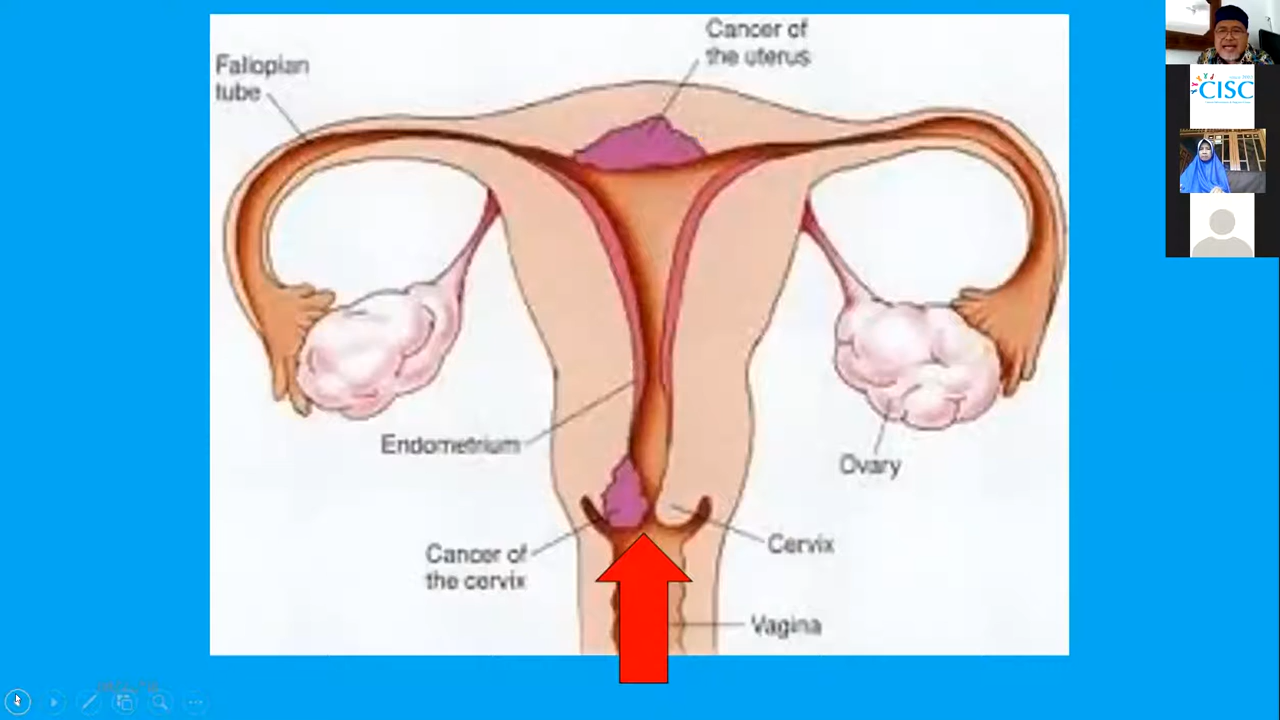 Cancer of
the uterus
Fallopian
tube
Endometrium
Ovary
Cancer of
the cervix
Cervix
Vagina
CISC